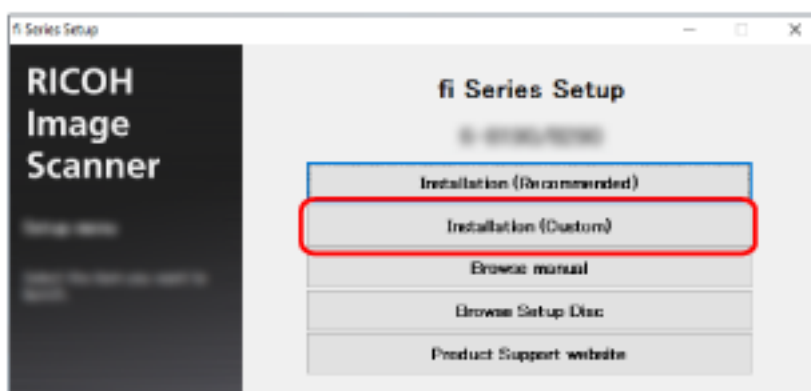 fi Series Setup
RICOH
Image
Scanner
fi Series Setup
Installation (Recommended)
Installation (Custom)
Browse manual
Browse Setup Disc
Product Support website